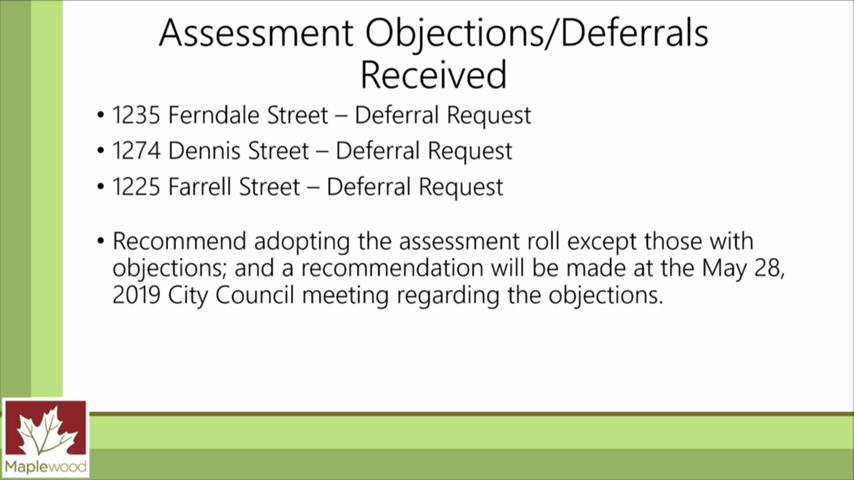 Assessment Objections/Deferrals
Received
• 1235 Ferndale Street – Deferral Request
• 1274 Dennis Street – Deferral Request
• 1225 Farrell Street – Deferral Request
• Recommend adopting the assessment roll except those with
objections; and a recommendation will be made at the May 28,
2019 City Council meeting regarding the objections.
Maplewood